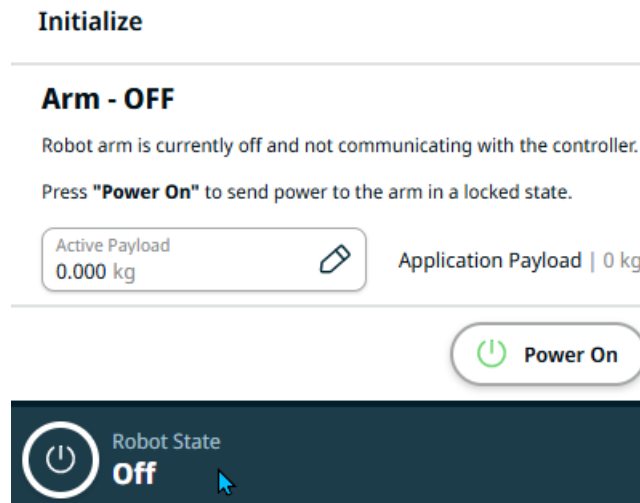 Initialize
Arm - OFF
Robot arm is currently off and not communicating with the controller.
Press "Power On" to send power to the arm in a locked state.
Active Payload
0.000 kg
Application Payload | 0 kg
Power On
Robot State
Off